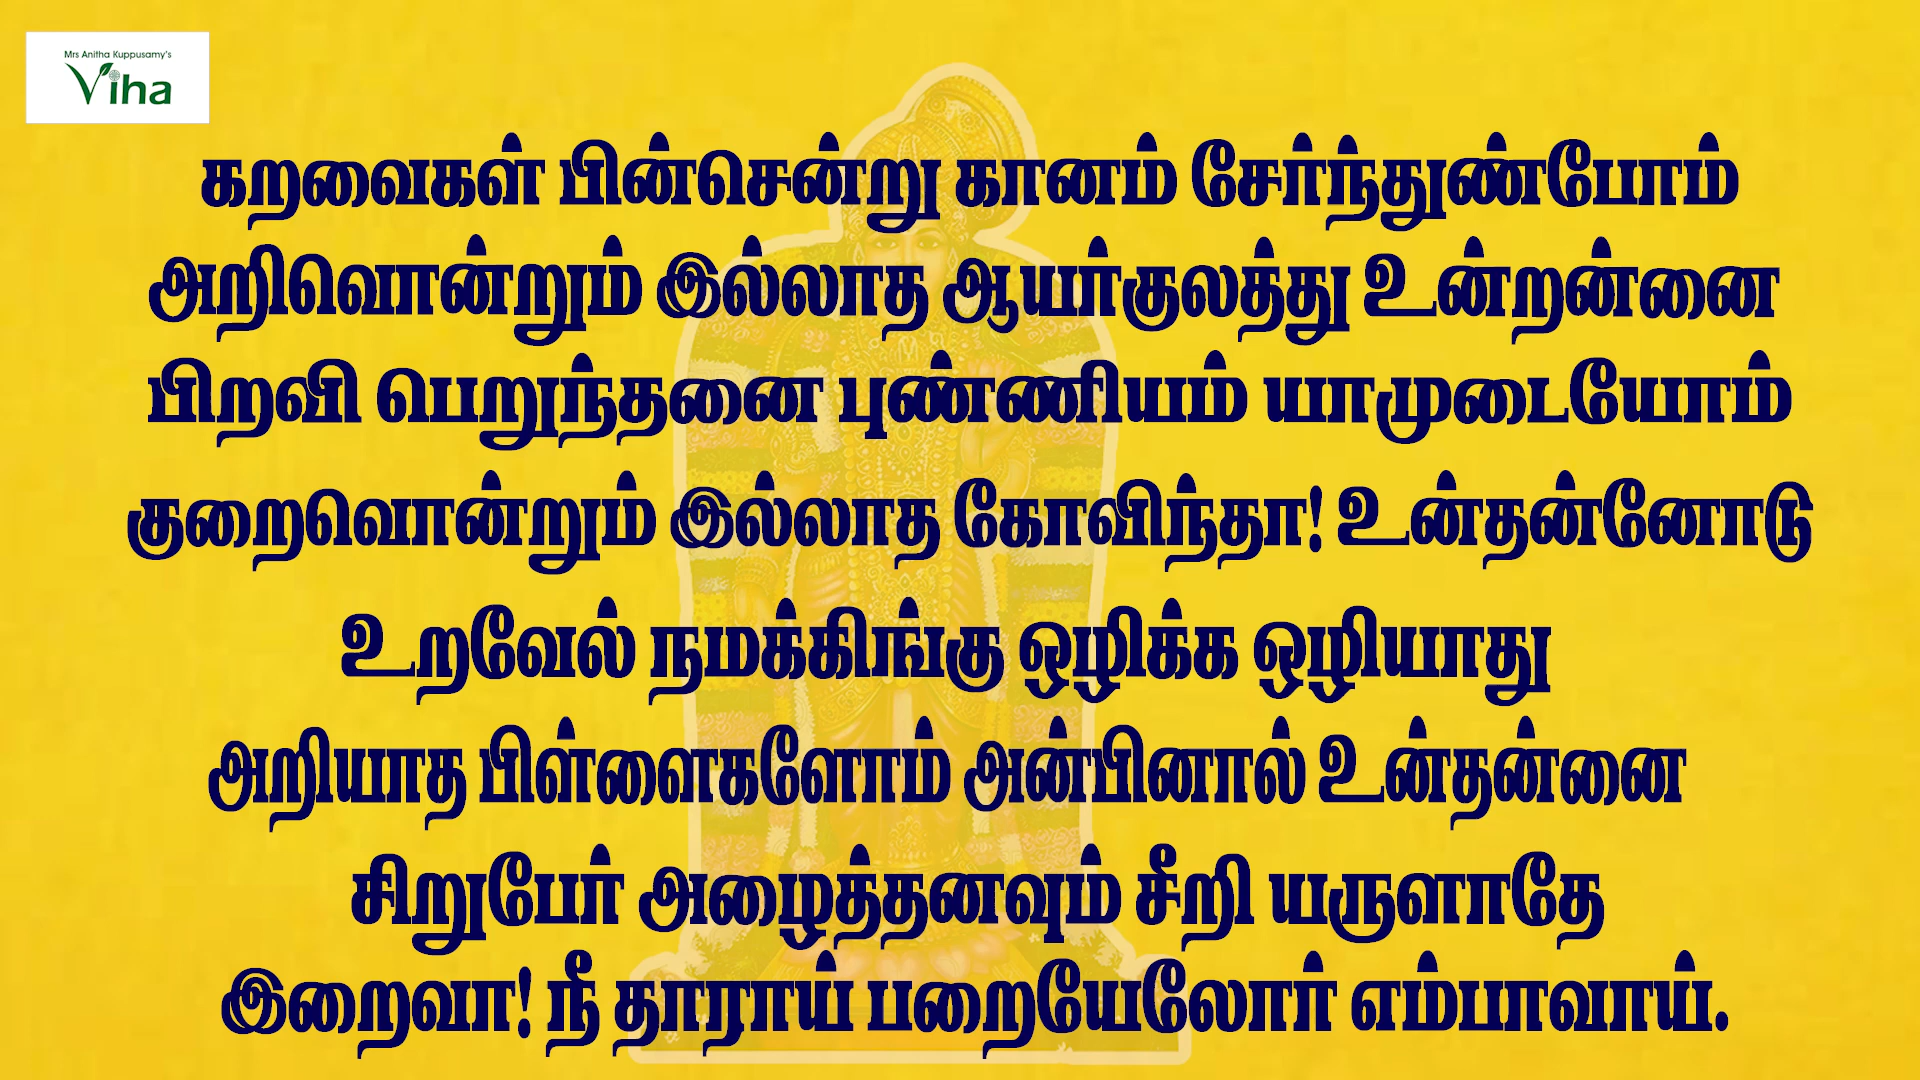 Mrs Anitha Kuppusamy's
Viha
கறவைகள் பின்சென்று கானம் சேர்ந்துண்போம்
அறிவொன்றும் இல்லாத ஆயர்குலத்து உன்றன்னை
பிறவி பெறுந்தனை புண்ணியம் யாமுடையோம்
குறைவொன்றும் இல்லாத கோவிந்தா! உன்தன்னோடு
உறவேல் நமக்கிங்கு ஒழிக்க ஒழியாது
அறியாத பிள்ளைகளோம் அன்பினால் உன்தன்னை
சிறுபேர் அழைத்தனவும் சீறி யருளாதே
இறைவா! நீ தாராய் பறையேலோர் எம்பாவாய்.